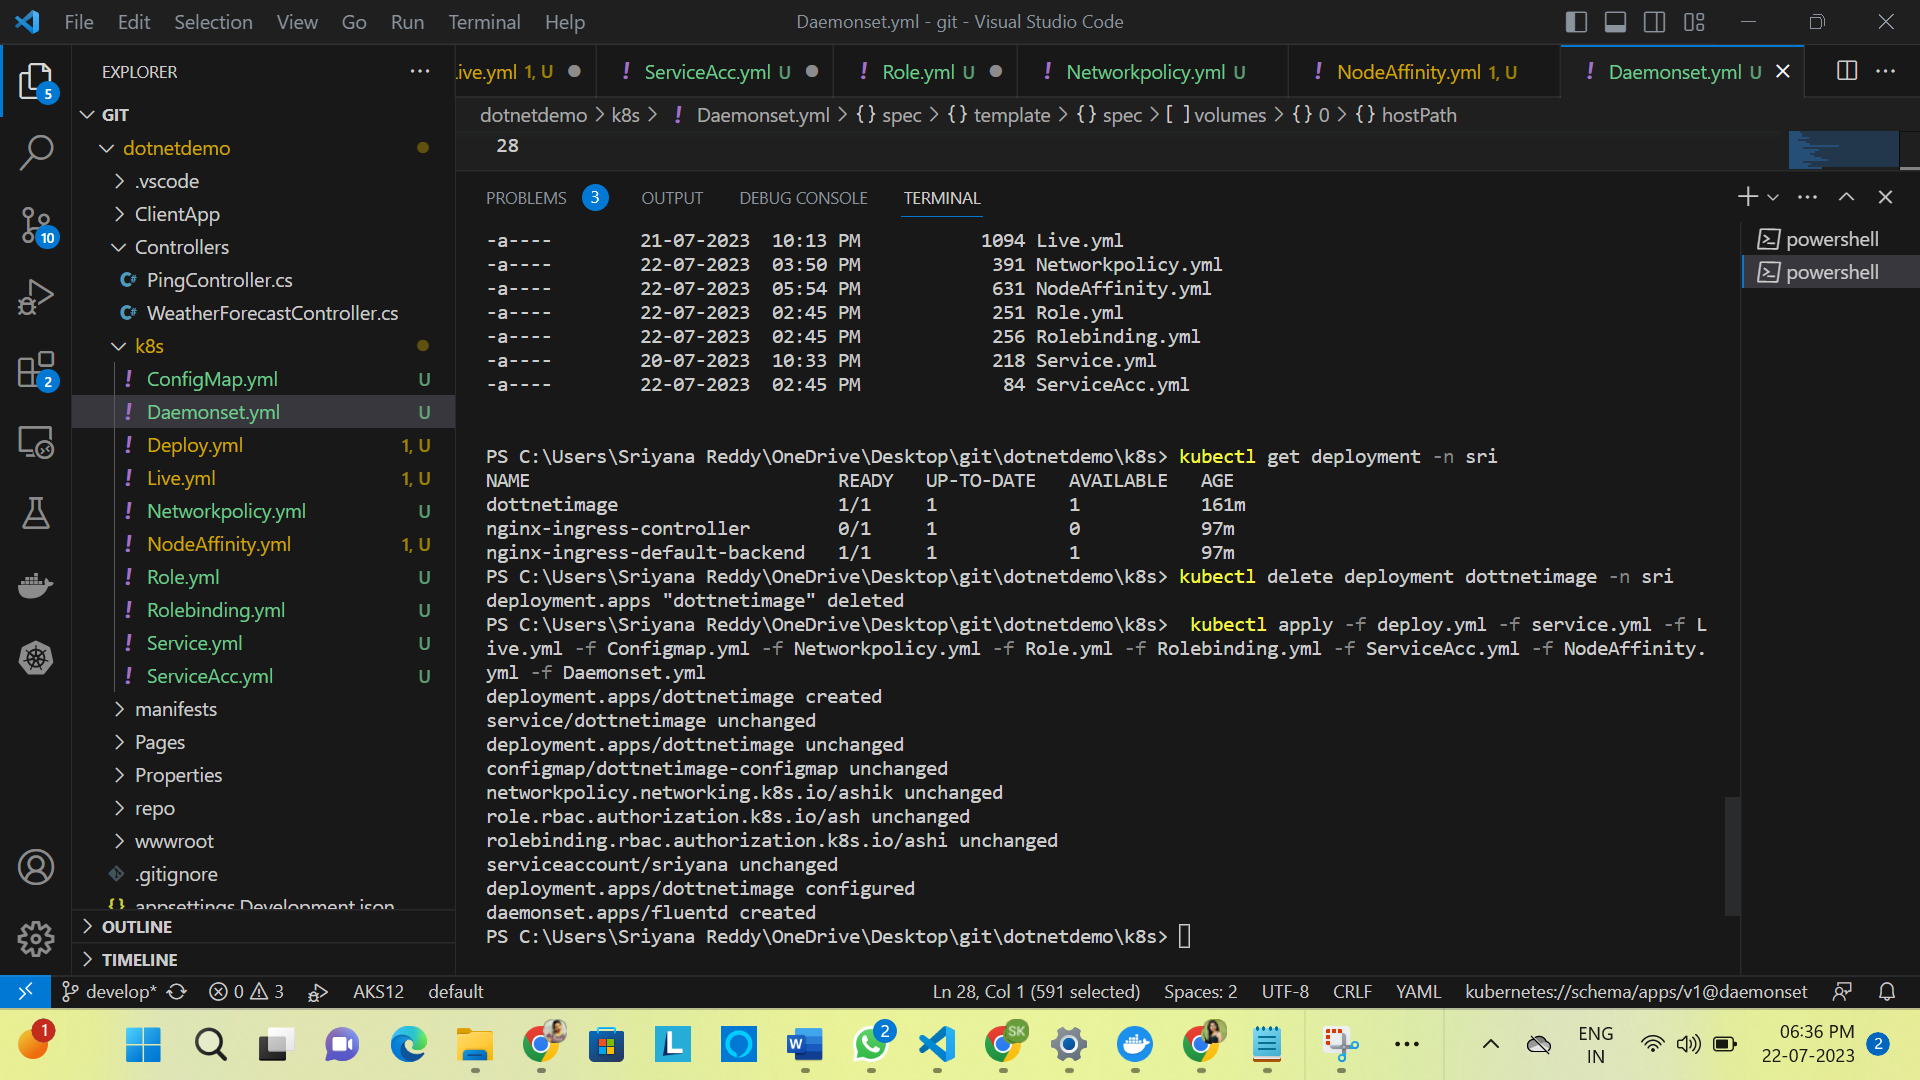 File Edit Selection View Go Run Terminal Help
Daemonset.yml - git - Visual Studio Code
EXPLORER
ive.yml 1, U
ServiceAcc.yml U
Role.yml U
Networkpolicy.yml U
NodeAffinity.yml 1, U
Daemonset.yml U
dotnetdemo > k8s > ! Daemonset.yml > {} spec > {} template > {} spec > [ ] volumes > {} 0 > {} hostPath
28
5
10
2
GIT
dotnetdemo
.vscode
ClientApp
Controllers
C# PingController.cs
C# WeatherForecastController.cs
k8s
! ConfigMap.yml U
! Daemonset.yml U
! Deploy.yml 1, U
! Live.yml 1, U
! Networkpolicy.yml U
! NodeAffinity.yml 1, U
! Role.yml U
! Rolebinding.yml U
! Service.yml U
! ServiceAcc.yml U
manifests
Pages
Properties
repo
wwwroot
.gitignore
{} appsettings.Development.json
OUTLINE
TIMELINE
PROBLEMS 3 OUTPUT DEBUG CONSOLE TERMINAL
powershell
powershell
-a---- 21-07-2023 10:13 PM 1094 Live.yml
-a---- 22-07-2023 03:50 PM 391 Networkpolicy.yml
-a---- 22-07-2023 05:54 PM 631 NodeAffinity.yml
-a---- 22-07-2023 02:45 PM 251 Role.yml
-a---- 22-07-2023 02:45 PM 256 Rolebinding.yml
-a---- 20-07-2023 10:33 PM 218 Service.yml
-a---- 22-07-2023 02:45 PM 84 ServiceAcc.yml
PS C:\Users\Sriyana Reddy\OneDrive\Desktop\git\dotnetdemo\k8s> kubectl get deployment -n sri
NAME READY UP-TO-DATE AVAILABLE AGE
dottnetimage 1/1 1 1 161m
nginx-ingress-controller 0/1 1 0 97m
nginx-ingress-default-backend 1/1 1 1 97m
PS C:\Users\Sriyana Reddy\OneDrive\Desktop\git\dotnetdemo\k8s> kubectl delete deployment dottnetimage -n sri
deployment.apps "dottnetimage" deleted
PS C:\Users\Sriyana Reddy\OneDrive\Desktop\git\dotnetdemo\k8s> kubectl apply -f deploy.yml -f service.yml -f L
ive.yml -f Configmap.yml -f Networkpolicy.yml -f Role.yml -f Rolebinding.yml -f ServiceAcc.yml -f NodeAffinity.
yml -f Daemonset.yml
deployment.apps/dottnetimage created
service/dottnetimage unchanged
deployment.apps/dottnetimage unchanged
configmap/dottnetimage-configmap unchanged
networkpolicy.networking.k8s.io/ashik unchanged
role.rbac.authorization.k8s.io/ash unchanged
rolebinding.rbac.authorization.k8s.io/ashi unchanged
serviceaccount/sriyana unchanged
deployment.apps/dottnetimage configured
daemonset.apps/fluentd created
PS C:\Users\Sriyana Reddy\OneDrive\Desktop\git\dotnetdemo\k8s>
develop* 0 3 AKS12 default
Ln 28, Col 1 (591 selected) Spaces: 2 UTF-8 CRLF YAML kubernetes://schema/apps/v1@daemonset
1
L
W
2
SK
ENG
IN
06:36 PM
22-07-2023
2